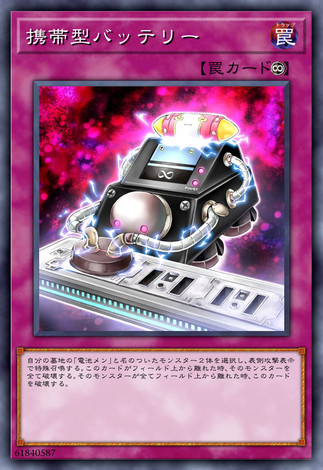 携帯型バッテリー
トラップ
罠
【罠カード∞】
∞
自分の墓地の「電池メン」と名のついたモンスター2体を選択し、表側攻撃表示
で特殊召喚する。このカードがフィールド上から離れた時、そのモンスターを
全て破壊する。そのモンスターが全てフィールド上から離れた時、このカード
を破壊する。
61840587